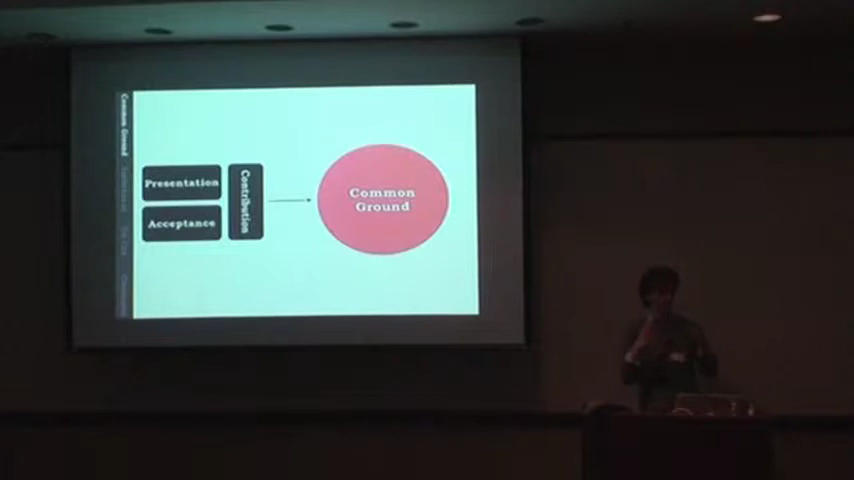 Common Ground
Presentation
Acceptance
Contribution
Common
Ground